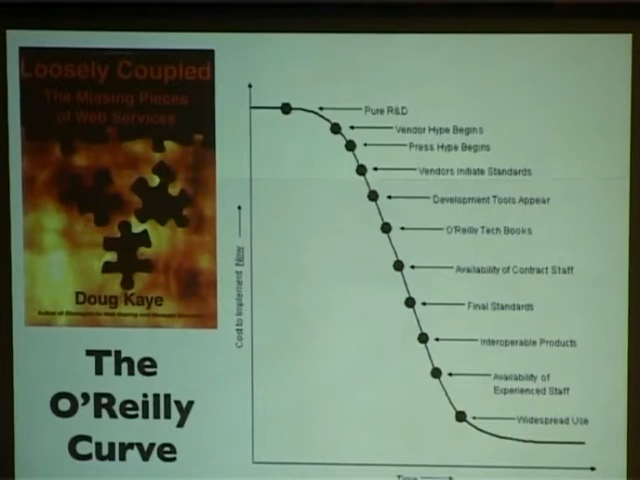 Loosely Coupled
The Missing Pieces
of Web Services
Doug Kaye
The
O'Reilly
Curve
Cost to Implement Now
Pure R&D
Vendor Hype Begins
Press Hype Begins
Vendors Initiate Standards
Development Tools Appear
O'Reilly Tech Books
Availability of Contract Staff
Final Standards
Interoperable Products
Availability of
Experienced Staff
Widespread Use
Time